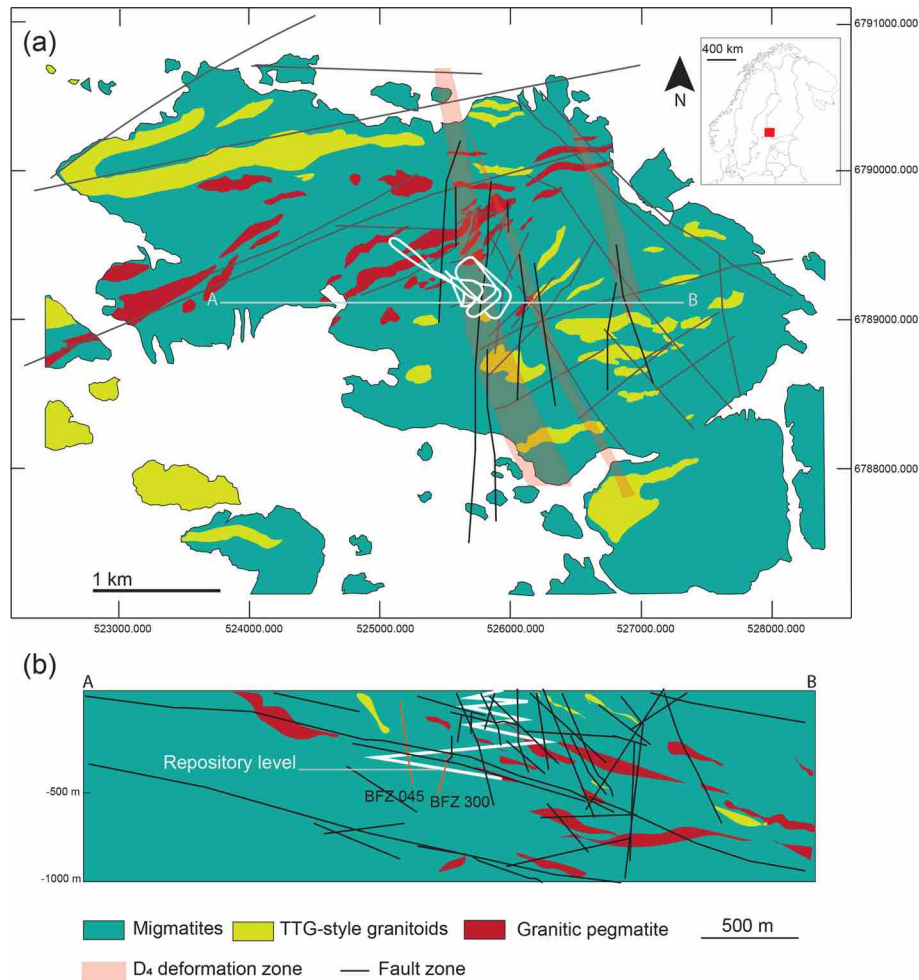 (a)
6791000.000
400 km
N
6790000.000
A
B
6789000.000
6788000.000
1 km
523000.000
524000.000
525000.000
526000.000
527000.000
528000.000
(b)
A
B
Repository level
-500 m
BFZ 045
BFZ 300
-1000 m
Migmatites
TTG-style granitoids
Granitic pegmatite
500 m
D₄ deformation zone
Fault zone